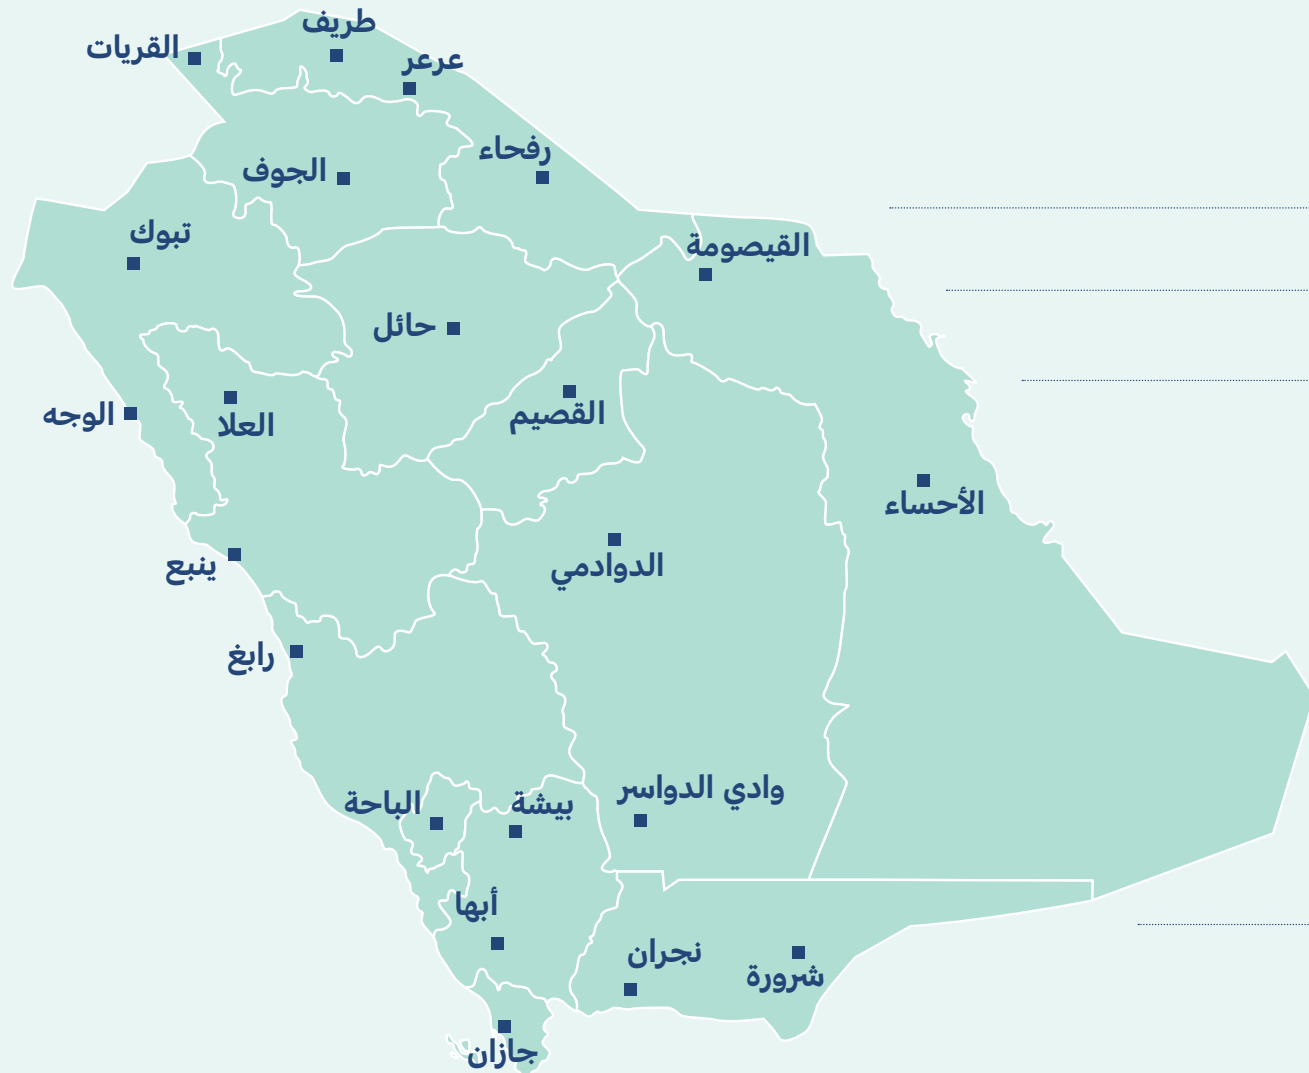 طريف
القريات
عرعر
رفحاء
الجوف
تبوك
القيصومة
حائل
القصيم
العلا
الوجه
الأحساء
الدوادمي
ينبع
رابغ
وادي الدواسر
بيشة
الباحة
أبها
نجران
شرورة
جازان